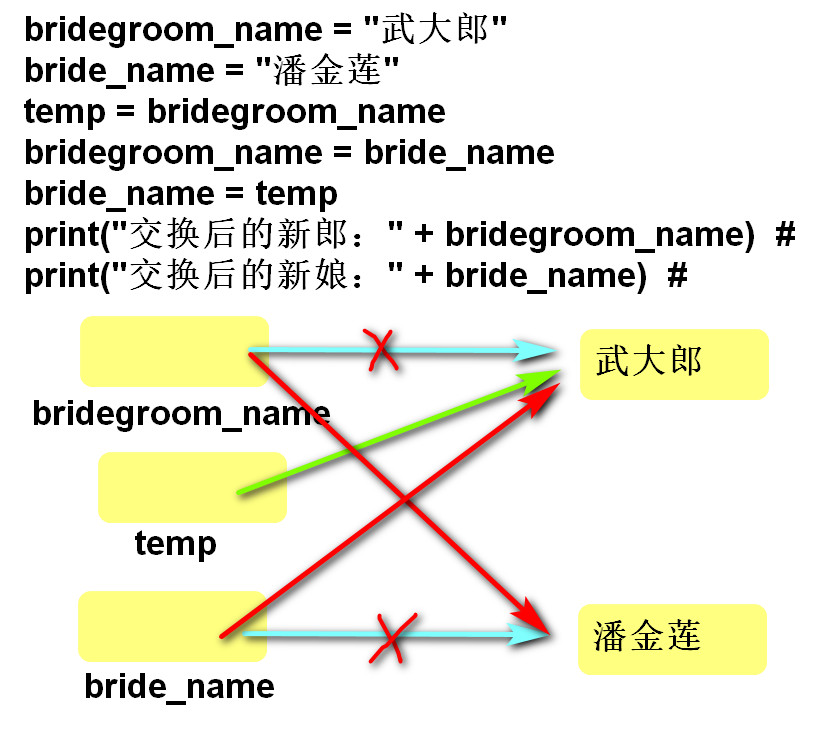 bridegroom_name = "武大郎"
bride_name = "潘金莲"
temp = bridegroom_name
bridegroom_name = bride_name
bride_name = temp
print("交换后的新郎：" + bridegroom_name)  #
print("交换后的新娘：" + bride_name)  #
武大郎
bridegroom_name
temp
潘金莲
bride_name